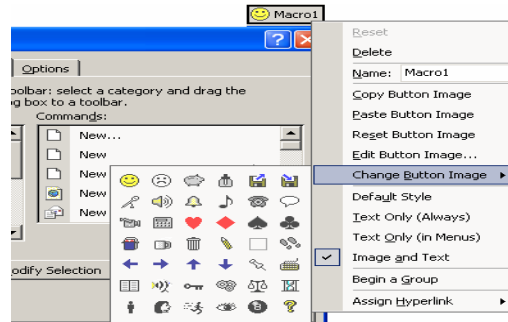 Macro1
Options
oolbar: select a category and drag the
g box to a toolbar.
Commands:
New...
New
New
New
New
odify Selection
Reset
Delete
Name: Macro1
Copy Button Image
Paste Button Image
Reset Button Image
Edit Button Image...
Change Button Image
Default Style
Text Only (Always)
Text Only (in Menus)
Image and Text
Begin a Group
Assign Hyperlink